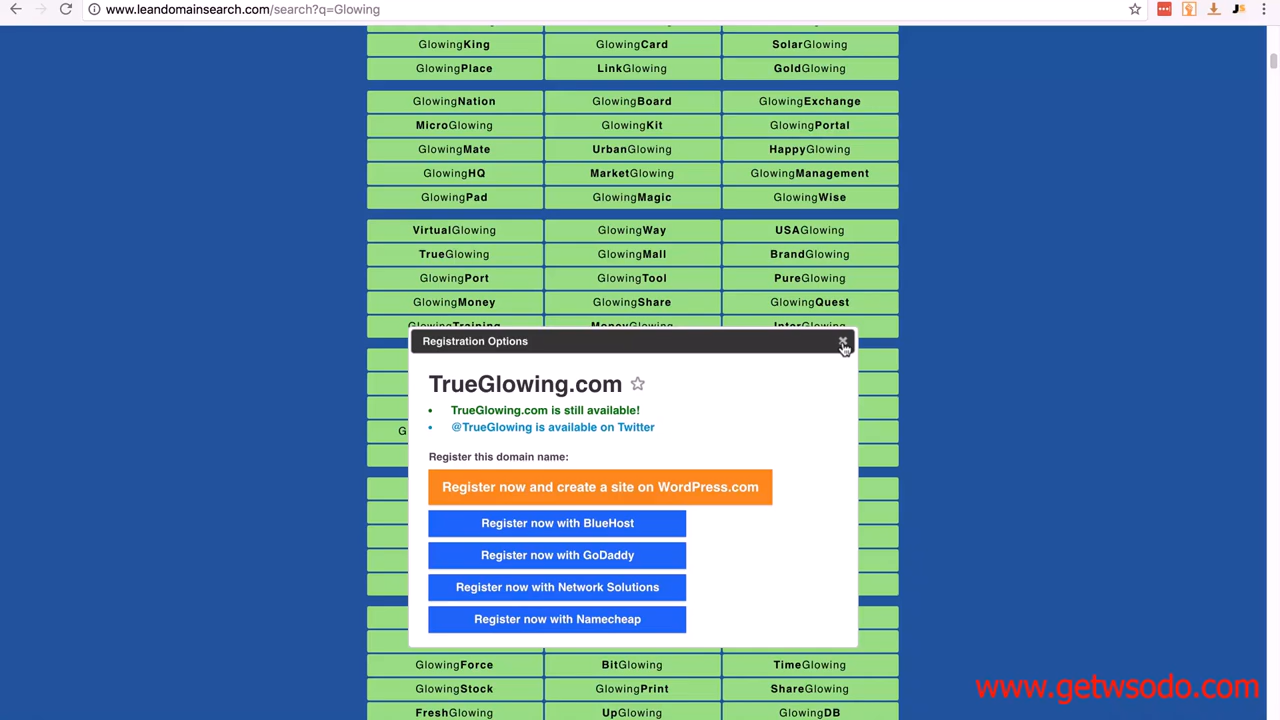 www.leandomainsearch.com/search?q=Glowing
GlowingKing GlowingCard SolarGlowing
GlowingPlace LinkGlowing GoldGlowing
GlowingNation GlowingBoard GlowingExchange
MicroGlowing GlowingKit GlowingPortal
GlowingMate UrbanGlowing HappyGlowing
GlowingHQ MarketGlowing GlowingManagement
GlowingPad GlowingMagic GlowingWise
VirtualGlowing GlowingWay USAGlowing
TrueGlowing GlowingMall BrandGlowing
GlowingPort GlowingTool PureGlowing
GlowingMoney GlowingShare GlowingQuest
GlowingTraining MoneyGlowing InterGlowing
Registration Options
TrueGlowing.com
• TrueGlowing.com is still available!
• @TrueGlowing is available on Twitter
G
Register this domain name:
Register now and create a site on WordPress.com
Register now with BlueHost
Register now with GoDaddy
Register now with Network Solutions
Register now with Namecheap
GlowingForce BitGlowing TimeGlowing
GlowingStock GlowingPrint ShareGlowing
FreshGlowing UpGlowing GlowingDB
www.getwsodo.com